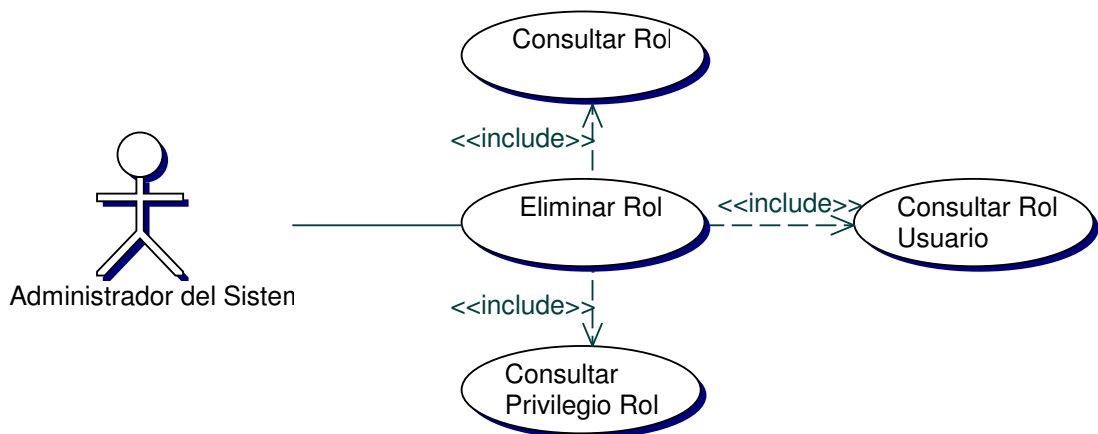 Consultar Rol
<<include>>
Eliminar Rol
<<include>>
Consultar Rol
Usuario
Administrador del Sisten
<<include>>
Consultar
Privilegio Rol